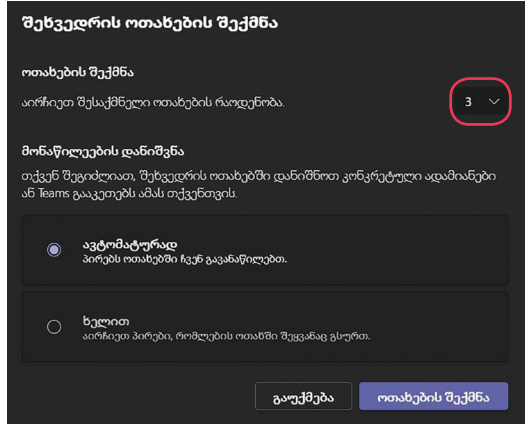 შეხვედრის ოთახების შექმნა
ოთახების შექმნა
აირჩიეთ შესაქმნელი ოთახების რაოდენობა.
3
მონაწილეების დანიშვნა
თქვენ შეგიძლიათ, შეხვედრის ოთახებში დანიშნოთ კონკრეტული ადამიანები
ან Teams გააკეთებს ამას თქვენთვის.
ავტომატურად
პირებს ოთახებში ჩვენ გავანაწილებთ.
ხელით
აირჩიეთ პირები, რომლების ოთახში შეყვანაც გსურთ.
გაუქმება
ოთახების შექმნა